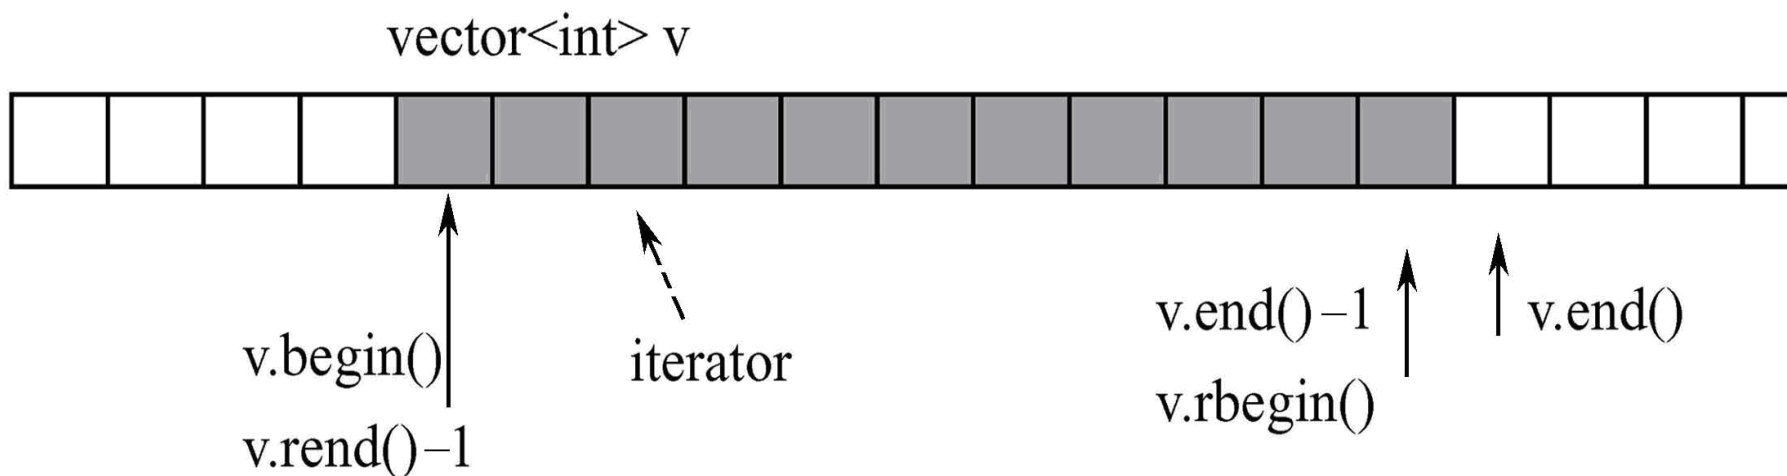 vector<int> v
v.begin()
v.rend()–1
iterator
v.end()–1
v.rbegin()
v.end()